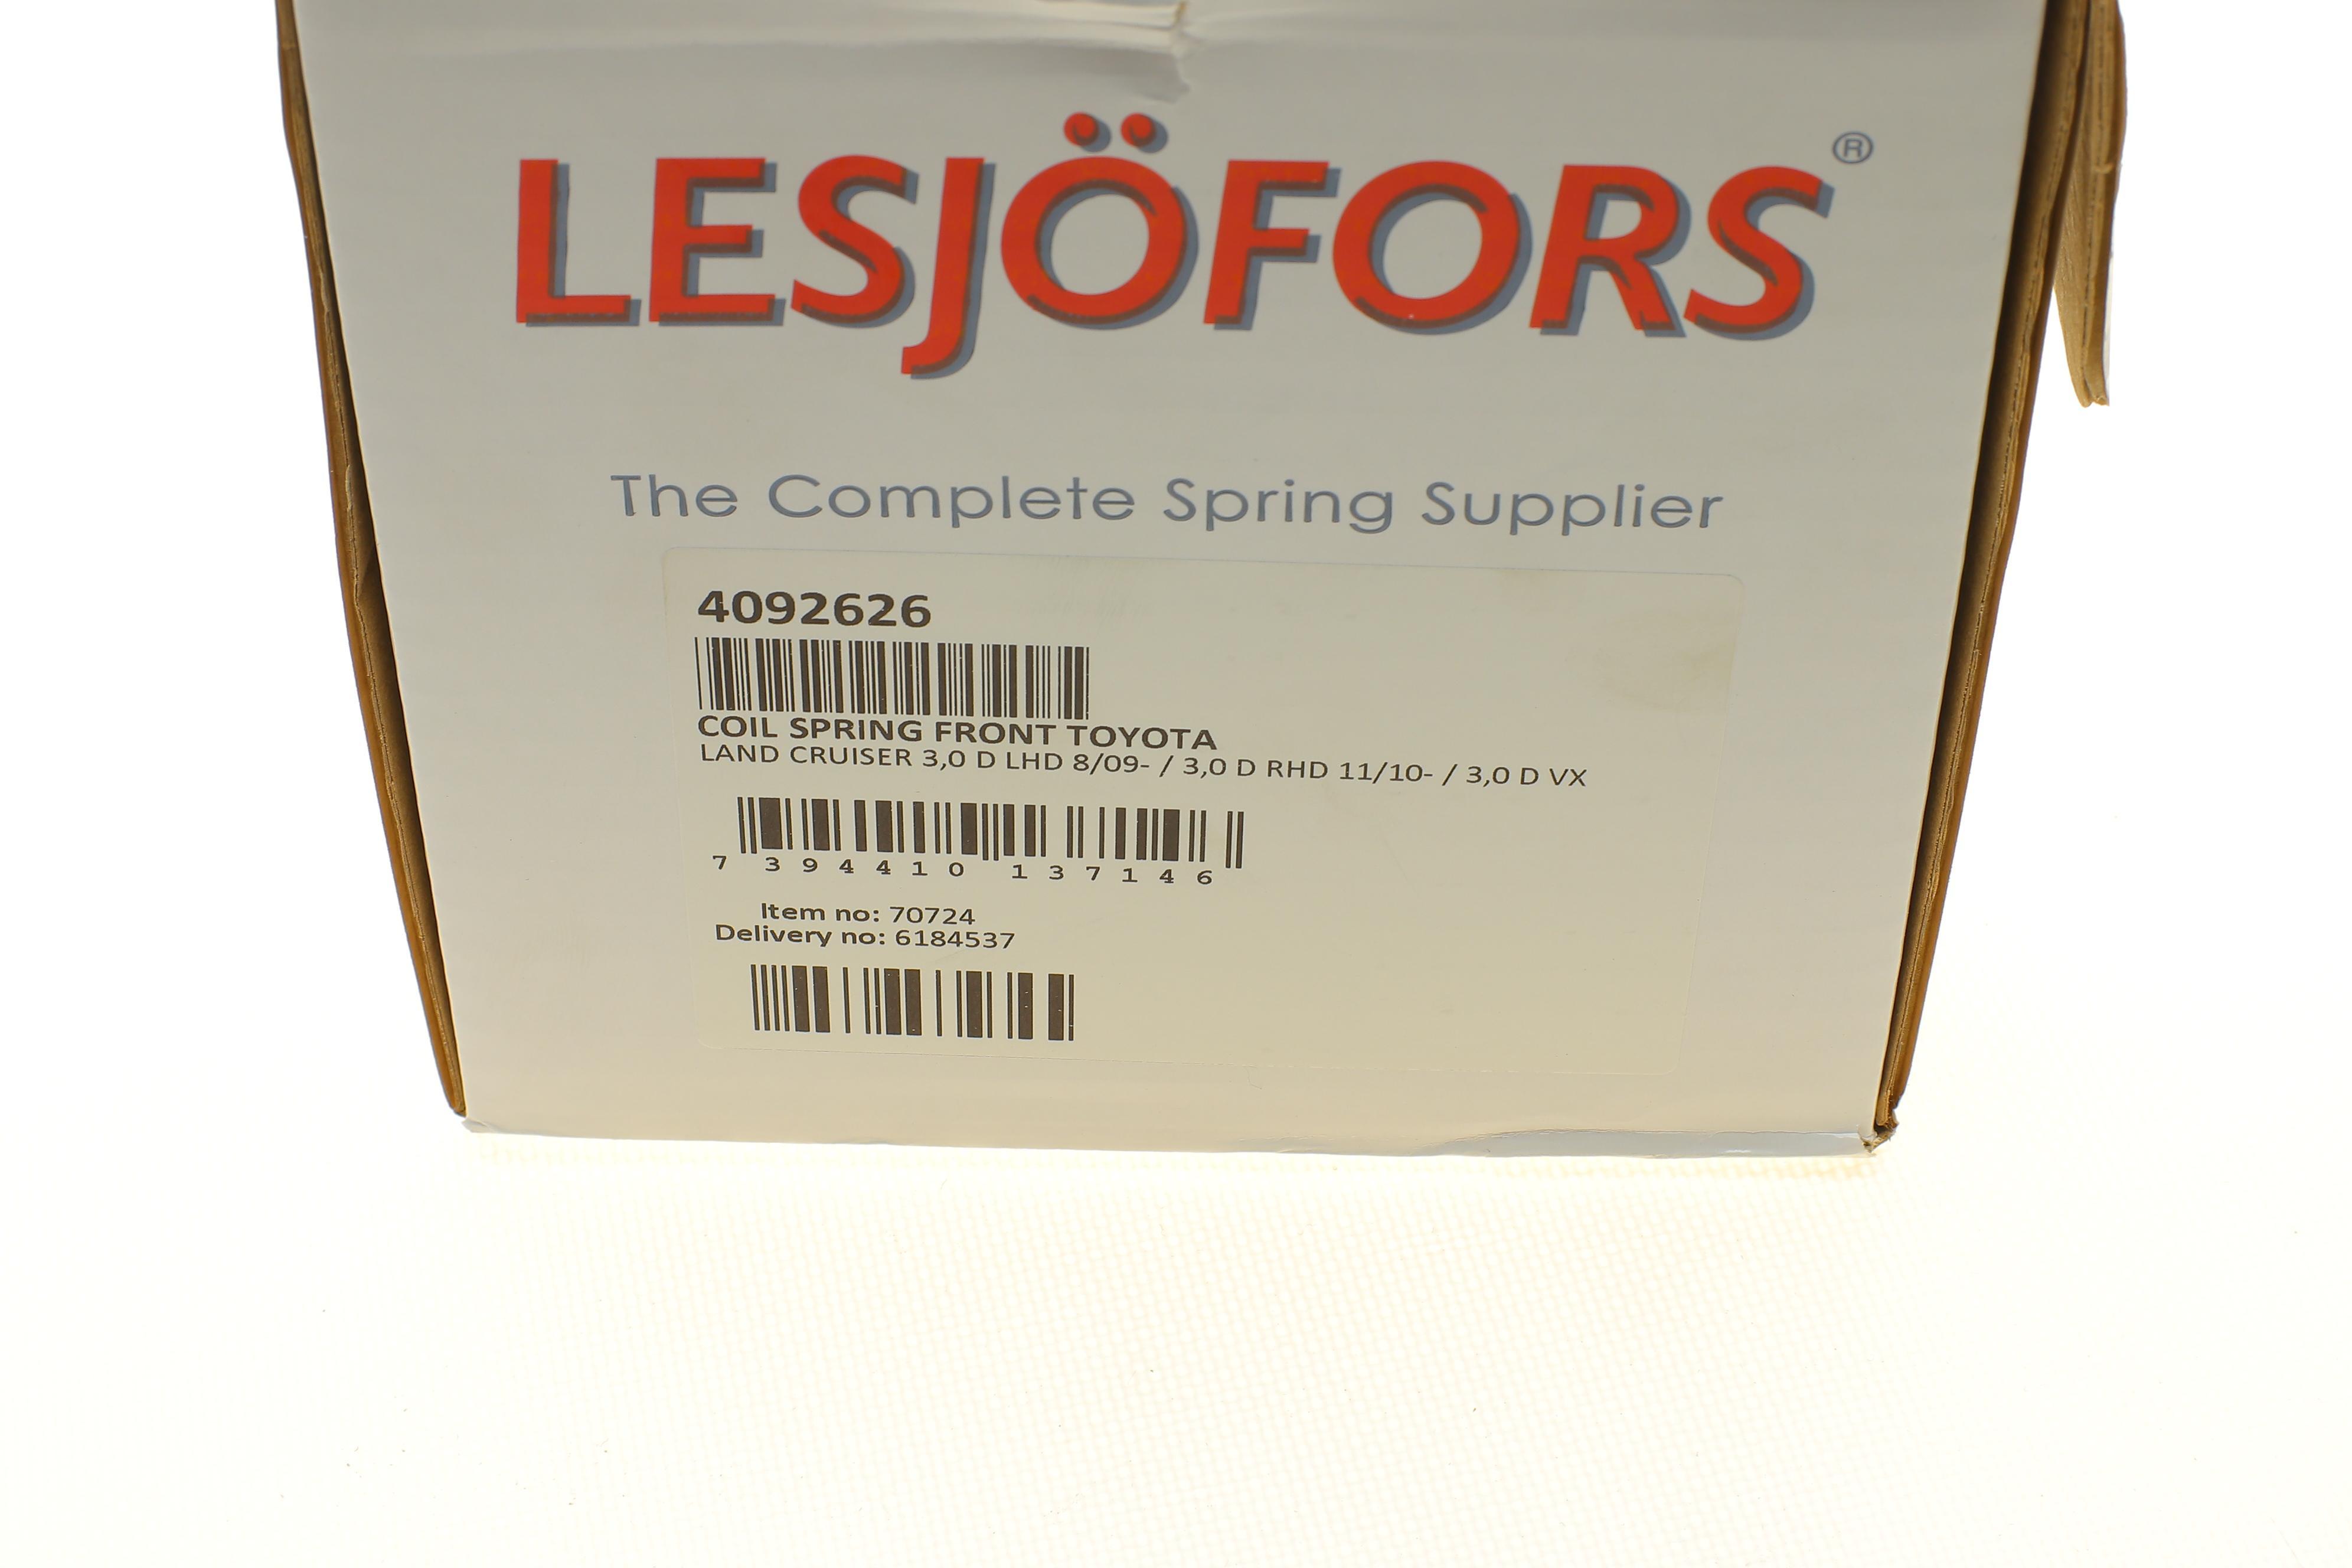 LESJÖFORS®
The Complete Spring Supplier
4092626
COIL SPRING FRONT TOYOTA
LAND CRUISER 3,0 D LHD 8/09- / 3,0 D RHD 11/10- / 3,0 D VX
7 394410 137146
Item no: 70724
Delivery no: 6184537